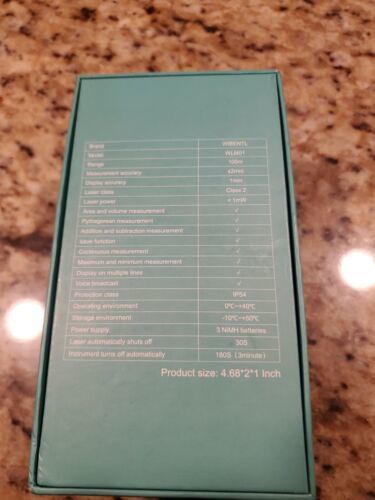 Brand WIBENTL
Model WLM01
Range 100m
Measurement accuracy ±2mm
Display accuracy 1mm
Laser class Class 2
Laser power <1mW
Area and volume measurement ✓
Pythagorean measurement ✓
Addition and subtraction measurement ✓
Save function ✓
Continuous measurement ✓
Maximum and minimum measurement ✓
Display on multiple lines ✓
Voice broadcast ✓
Protection class IP54
Operating environment 0℃~+40℃
Storage environment -10℃~+60℃
Power supply 3 NiMH batteries
Laser automatically shuts off 30S
Instrument turns off automatically 180S（3minute）
Product size: 4.68*2*1 Inch